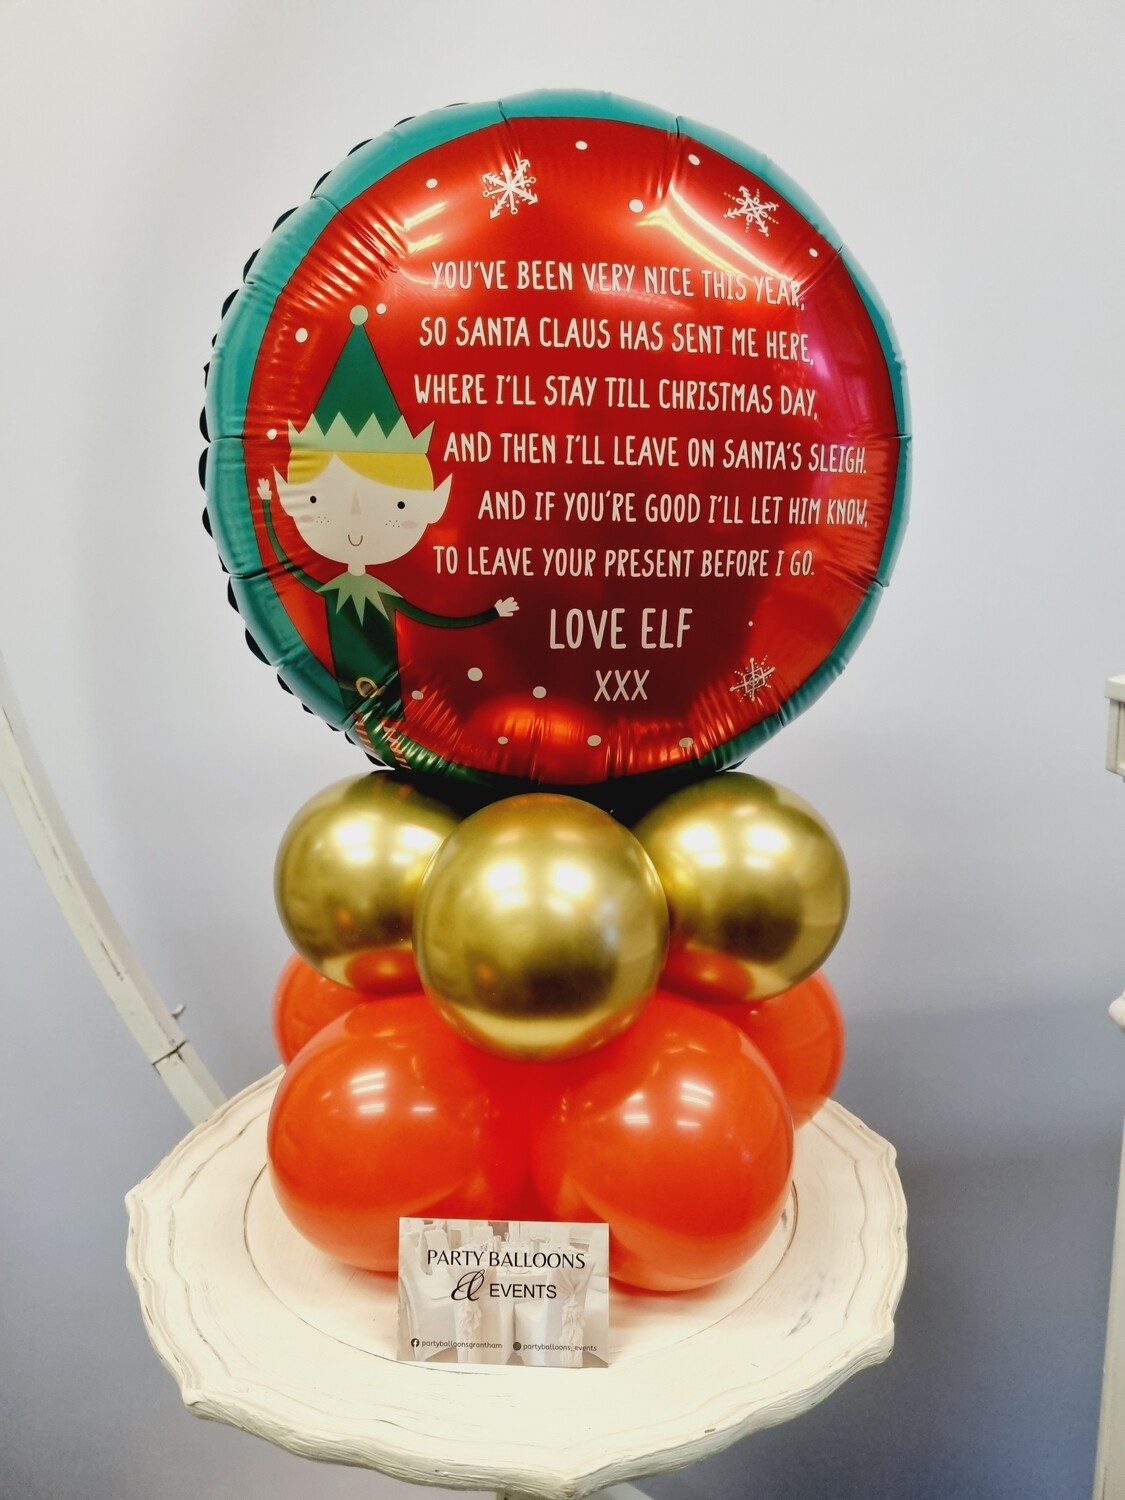 YOU'VE BEEN VERY NICE THIS YEAR,
SO SANTA CLAUS HAS SENT ME HERE,
WHERE I'LL STAY TILL CHRISTMAS DAY,
AND THEN I'LL LEAVE ON SANTA'S SLEIGH.
AND IF YOU'RE GOOD I'LL LET HIM KNOW,
TO LEAVE YOUR PRESENT BEFORE I GO.
LOVE ELF
XXX
PARTY BALLOONS
& EVENTS
partyballoonsgrantham partyballoons_events